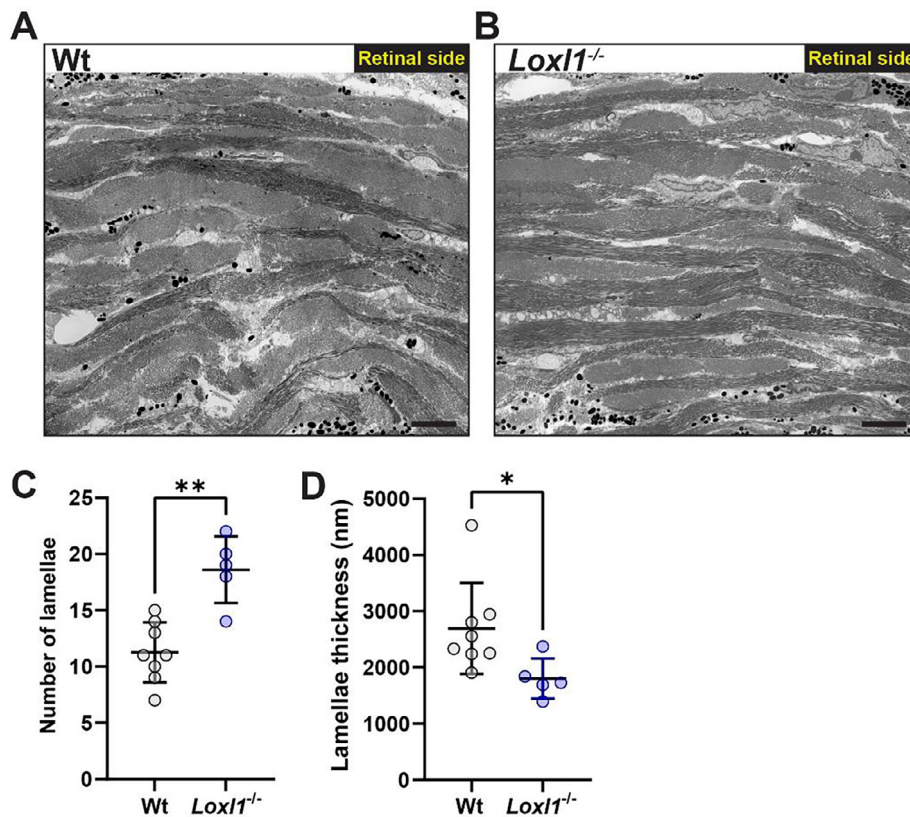 A
Wt
Retinal side
B
Loxl1-/-
Retinal side
C
Number of lamellae
25
20
15
10
5
0
**
Wt
Loxl1-/-
D
Lamellae thickness (nm)
5000
4000
3000
2000
1000
0
*
Wt
Loxl1-/-